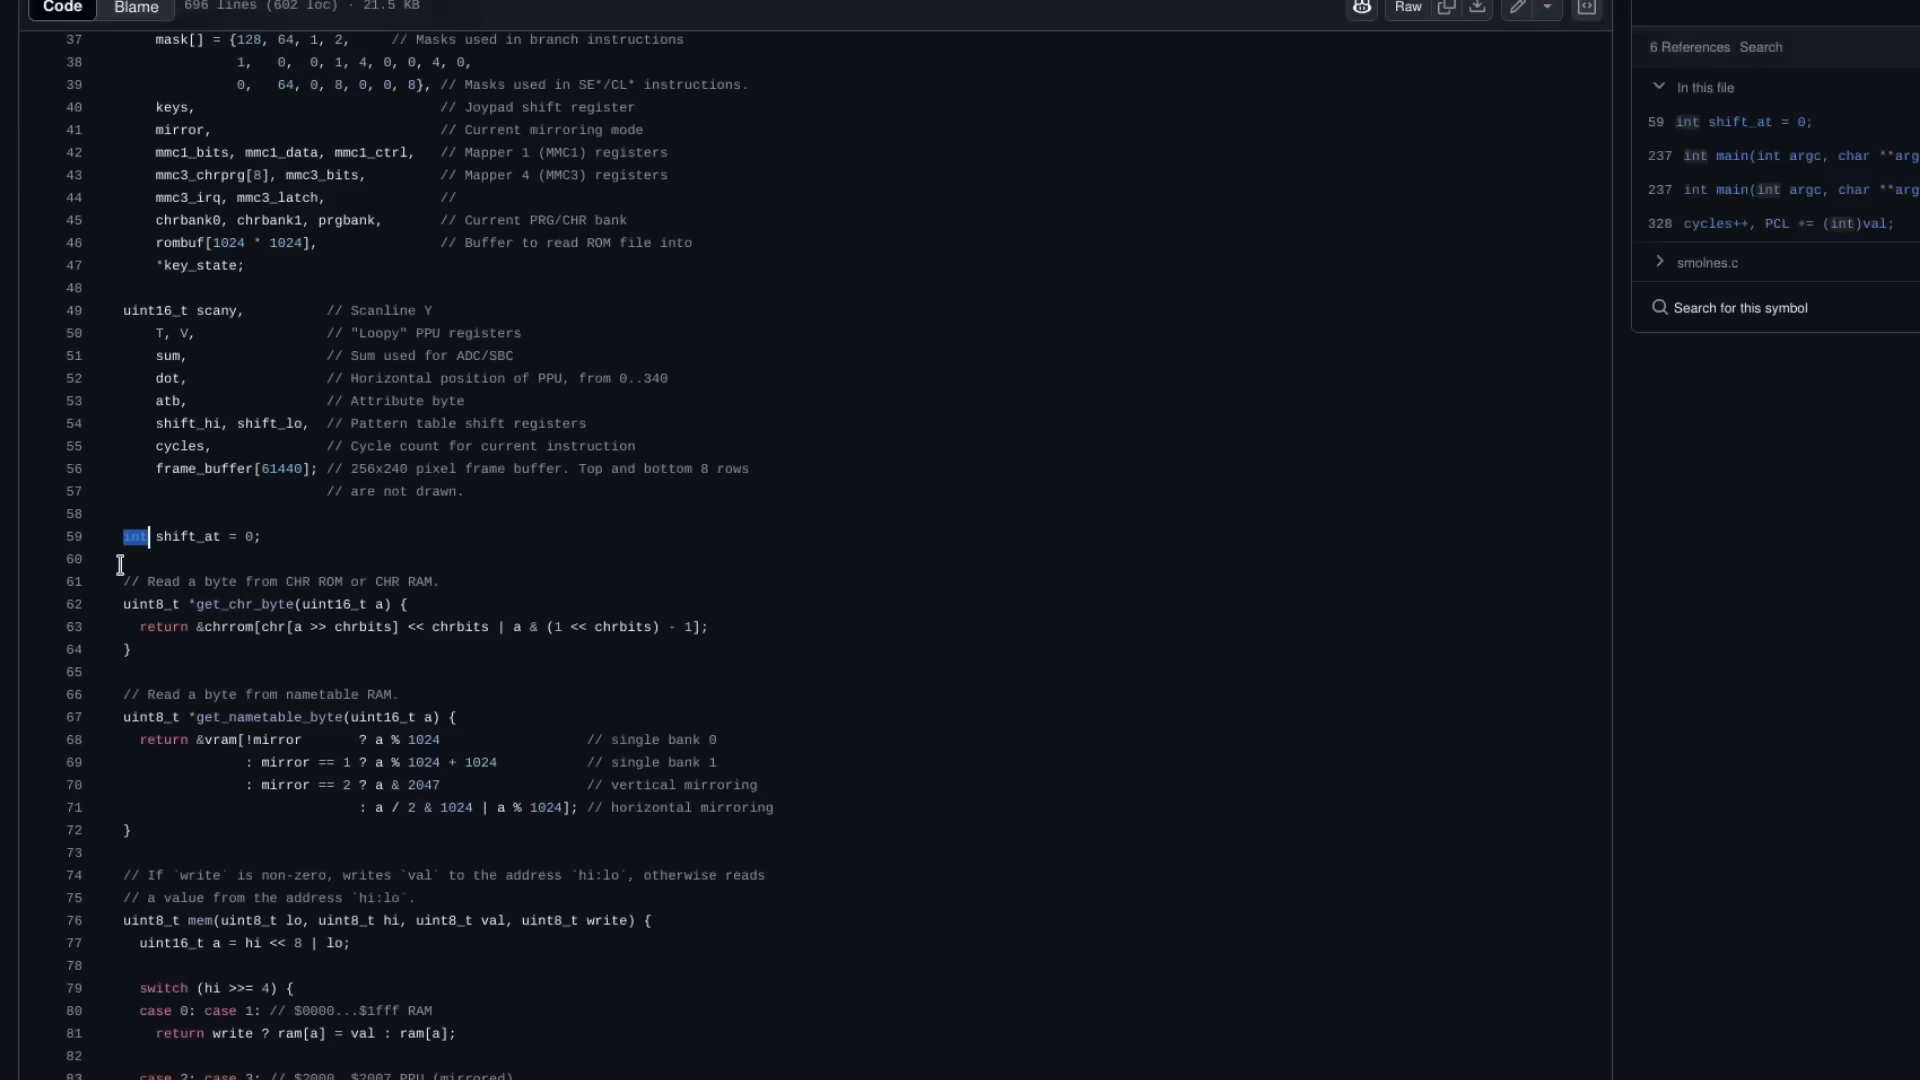 Code Blame 696 lines (602 loc) · 21.5 KB Raw
37 mask[] = {128, 64, 1, 2, // Masks used in branch instructions
38 1, 0, 0, 1, 4, 0, 0, 4, 0,
39 0, 64, 0, 8, 0, 0, 8}, // Masks used in SE*/CL* instructions.
40 keys, // Joypad shift register
41 mirror, // Current mirroring mode
42 mmc1_bits, mmc1_data, mmc1_ctrl, // Mapper 1 (MMC1) registers
43 mmc3_chrprg[8], mmc3_bits, // Mapper 4 (MMC3) registers
44 mmc3_irq, mmc3_latch, //
45 chrbank0, chrbank1, prgbank, // Current PRG/CHR bank
46 rombuf[1024 * 1024], // Buffer to read ROM file into
47 *key_state;
48
49 uint16_t scany, // Scanline Y
50 T, V, // "Loopy" PPU registers
51 sum, // Sum used for ADC/SBC
52 dot, // Horizontal position of PPU, from 0..340
53 atb, // Attribute byte
54 shift_hi, shift_lo, // Pattern table shift registers
55 cycles, // Cycle count for current instruction
56 frame_buffer[61440]; // 256x240 pixel frame buffer. Top and bottom 8 rows
57 // are not drawn.
58
59 int shift_at = 0;
60
61 // Read a byte from CHR ROM or CHR RAM.
62 uint8_t *get_chr_byte(uint16_t a) {
63 return &chrrom[chr[a >> chrbits] << chrbits | a & (1 << chrbits) - 1];
64 }
65
66 // Read a byte from nametable RAM.
67 uint8_t *get_nametable_byte(uint16_t a) {
68 return &vram[!mirror ? a % 1024 // single bank 0
69 : mirror == 1 ? a % 1024 + 1024 // single bank 1
70 : mirror == 2 ? a & 2047 // vertical mirroring
71 : a / 2 & 1024 | a % 1024]; // horizontal mirroring
72 }
73
74 // If `write` is non-zero, writes `val` to the address `hi:lo`, otherwise reads
75 // a value from the address `hi:lo`.
76 uint8_t mem(uint8_t lo, uint8_t hi, uint8_t val, uint8_t write) {
77 uint16_t a = hi << 8 | lo;
78
79 switch (hi >>= 4) {
80 case 0: case 1: // $0000...$1fff RAM
81 return write ? ram[a] = val : ram[a];
82
83 case 2: case 3: // $2000..$2007 PPU (mirrored)
6 References Search
In this file
59 int shift_at = 0;
237 int main(int argc, char **arg
237 int main(int argc, char **arg
328 cycles++, PCL += (int)val;
smolnes.c
Search for this symbol